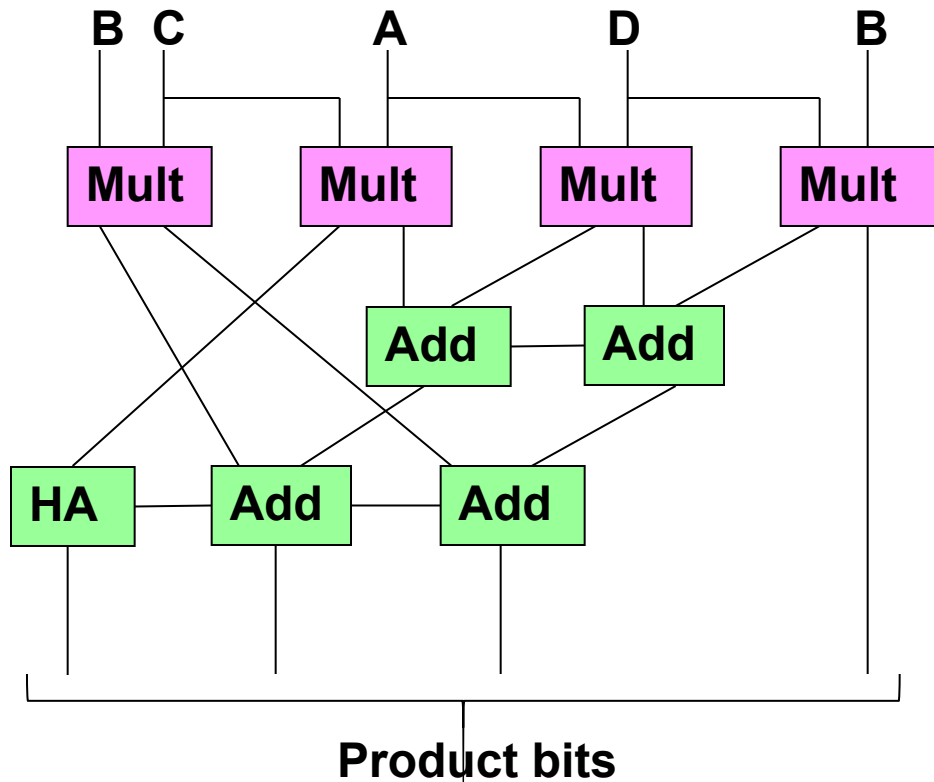 B C A D B
Mult Mult Mult Mult
Add Add
HA Add Add
Product bits